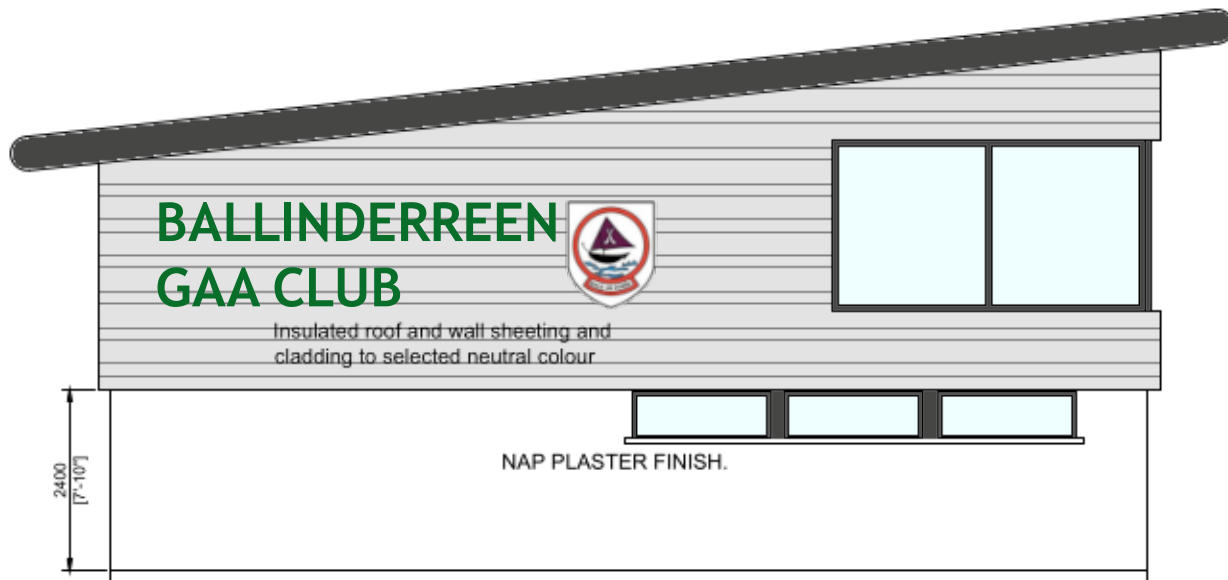 BALLINDERREEN
GAA CLUB
Insulated roof and wall sheeting and
cladding to selected neutral colour
NAP PLASTER FINISH.
2400
[7'-10"]